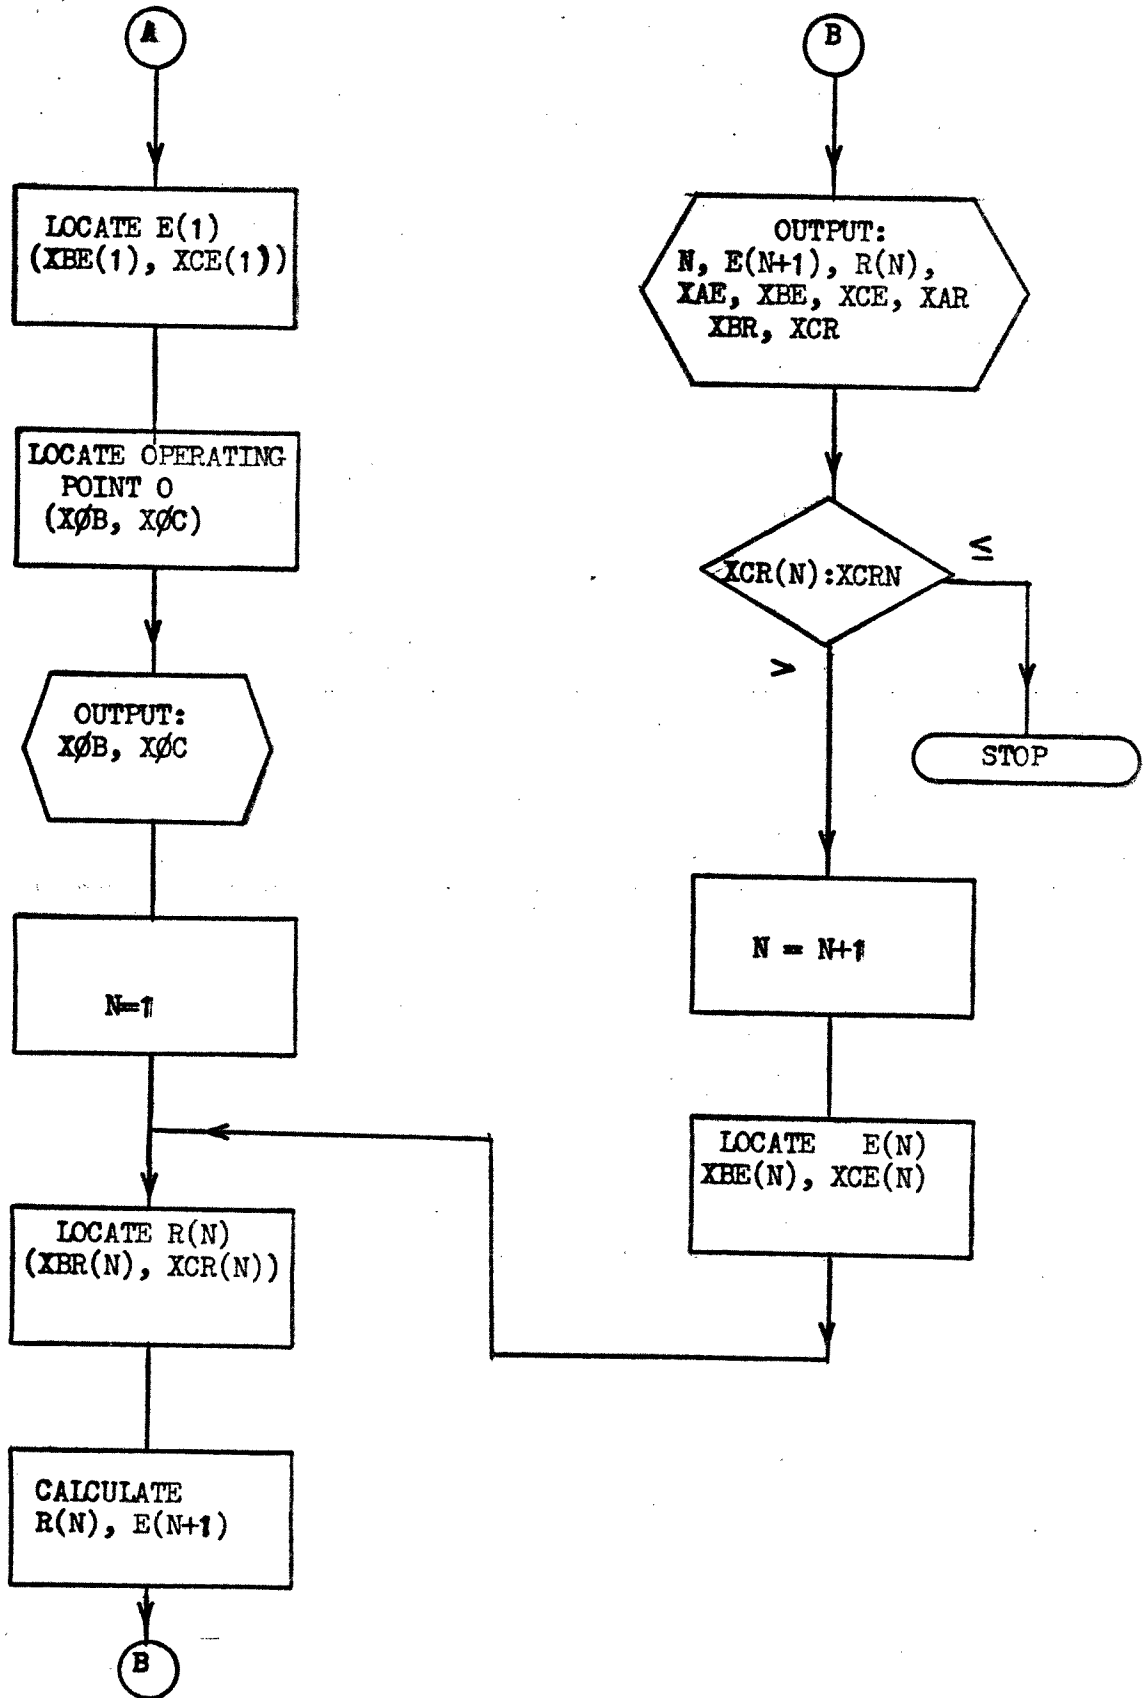 A
LOCATE E(1)
(XBE(1), XCE(1))
LOCATE OPERATING
POINT O
(XØB, XØC)
OUTPUT:
XØB, XØC
N=1
LOCATE R(N)
(XBR(N), XCR(N))
CALCULATE
R(N), E(N+1)
B
B
OUTPUT:
N, E(N+1), R(N),
XAE, XBE, XCE, XAR
XBR, XCR
XCR(N):XCRN
≤
>
STOP
N = N+1
LOCATE E(N)
XBE(N), XCE(N)